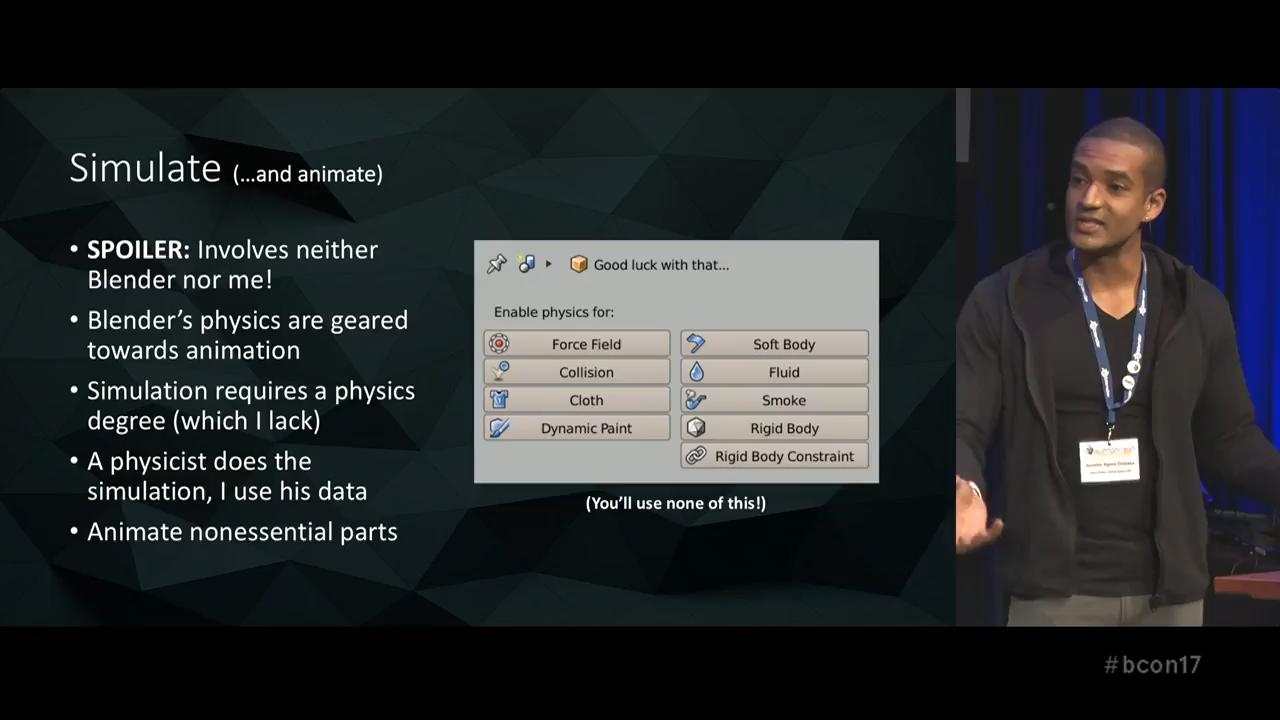 Simulate (...and animate)
• SPOILER: Involves neither
Blender nor me!
• Blender's physics are geared
towards animation
• Simulation requires a physics
degree (which I lack)
• A physicist does the
simulation, I use his data
• Animate nonessential parts
Good luck with that...
Enable physics for:
Force Field
Soft Body
Collision
Fluid
Cloth
Smoke
Dynamic Paint
Rigid Body
Rigid Body Constraint
(You'll use none of this!)
#bcon17